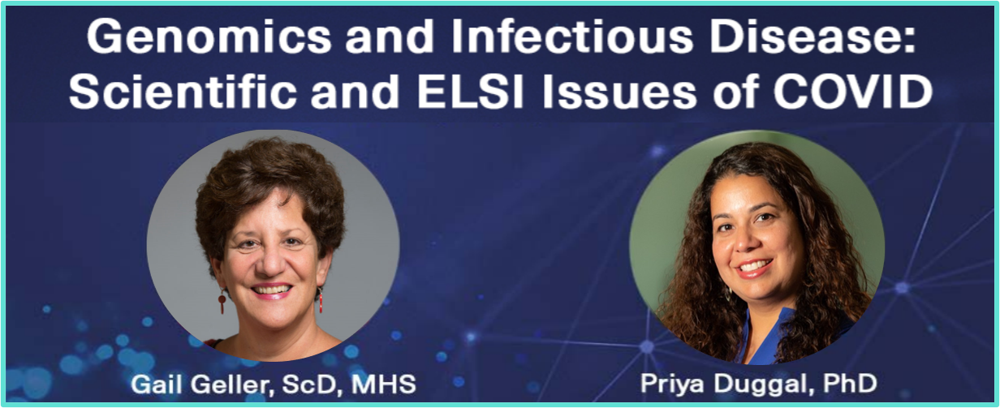 Genomics and Infectious Disease:
Scientific and ELSI Issues of COVID
Gail Geller, ScD, MHS
Priya Duggal, PhD